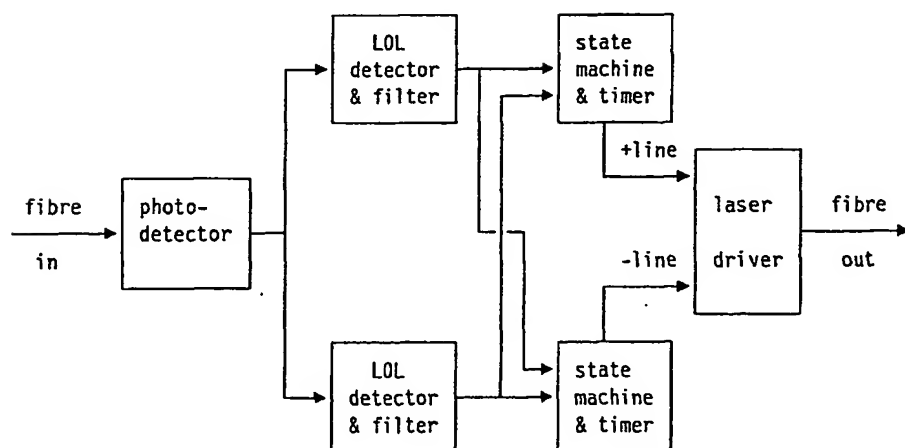 LOL
detector
& filter
state
machine
& timer
+line
fibre
in
photo-
detector
laser
driver
fibre
out
-line
LOL
detector
& filter
state
machine
& timer